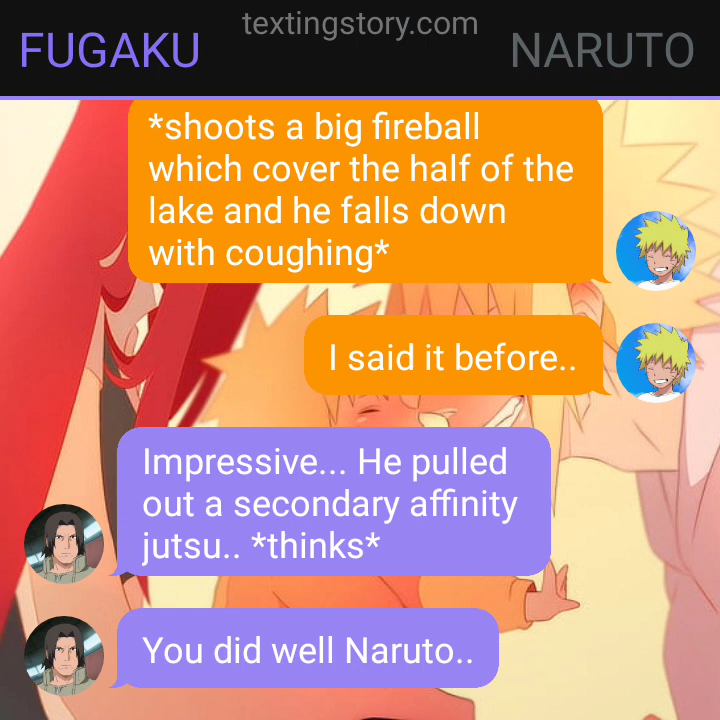 textingstory.com
FUGAKU
NARUTO
*shoots a big fireball
which cover the half of the
lake and he falls down
with coughing*
I said it before..
Impressive... He pulled
out a secondary affinity
jutsu.. *thinks*
You did well Naruto..